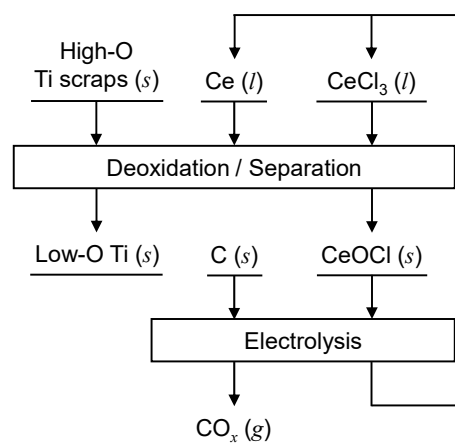 High-O
Ti scraps (s)
Ce (l)
CeCl₃ (l)
Deoxidation / Separation
Low-O Ti (s)
C (s)
CeOCl (s)
Electrolysis
COₓ (g)